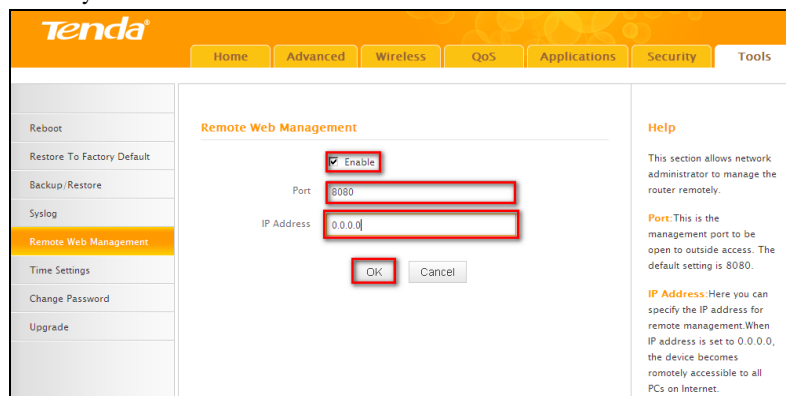 Tenda®
Home Advanced Wireless QoS Applications Security Tools
Reboot
Restore To Factory Default
Backup/Restore
Syslog
Remote Web Management
Time Settings
Change Password
Upgrade
Remote Web Management
Enable
Port 8080
IP Address 0.0.0.0
OK Cancel
Help
This section allows network
administrator to manage the
router remotely.
Port:This is the
management port to be
open to outside access. The
default setting is 8080.
IP Address:Here you can
specify the IP address for
remote management.When
IP address is set to 0.0.0.0,
the device becomes
romotely accessible to all
PCs on Internet.